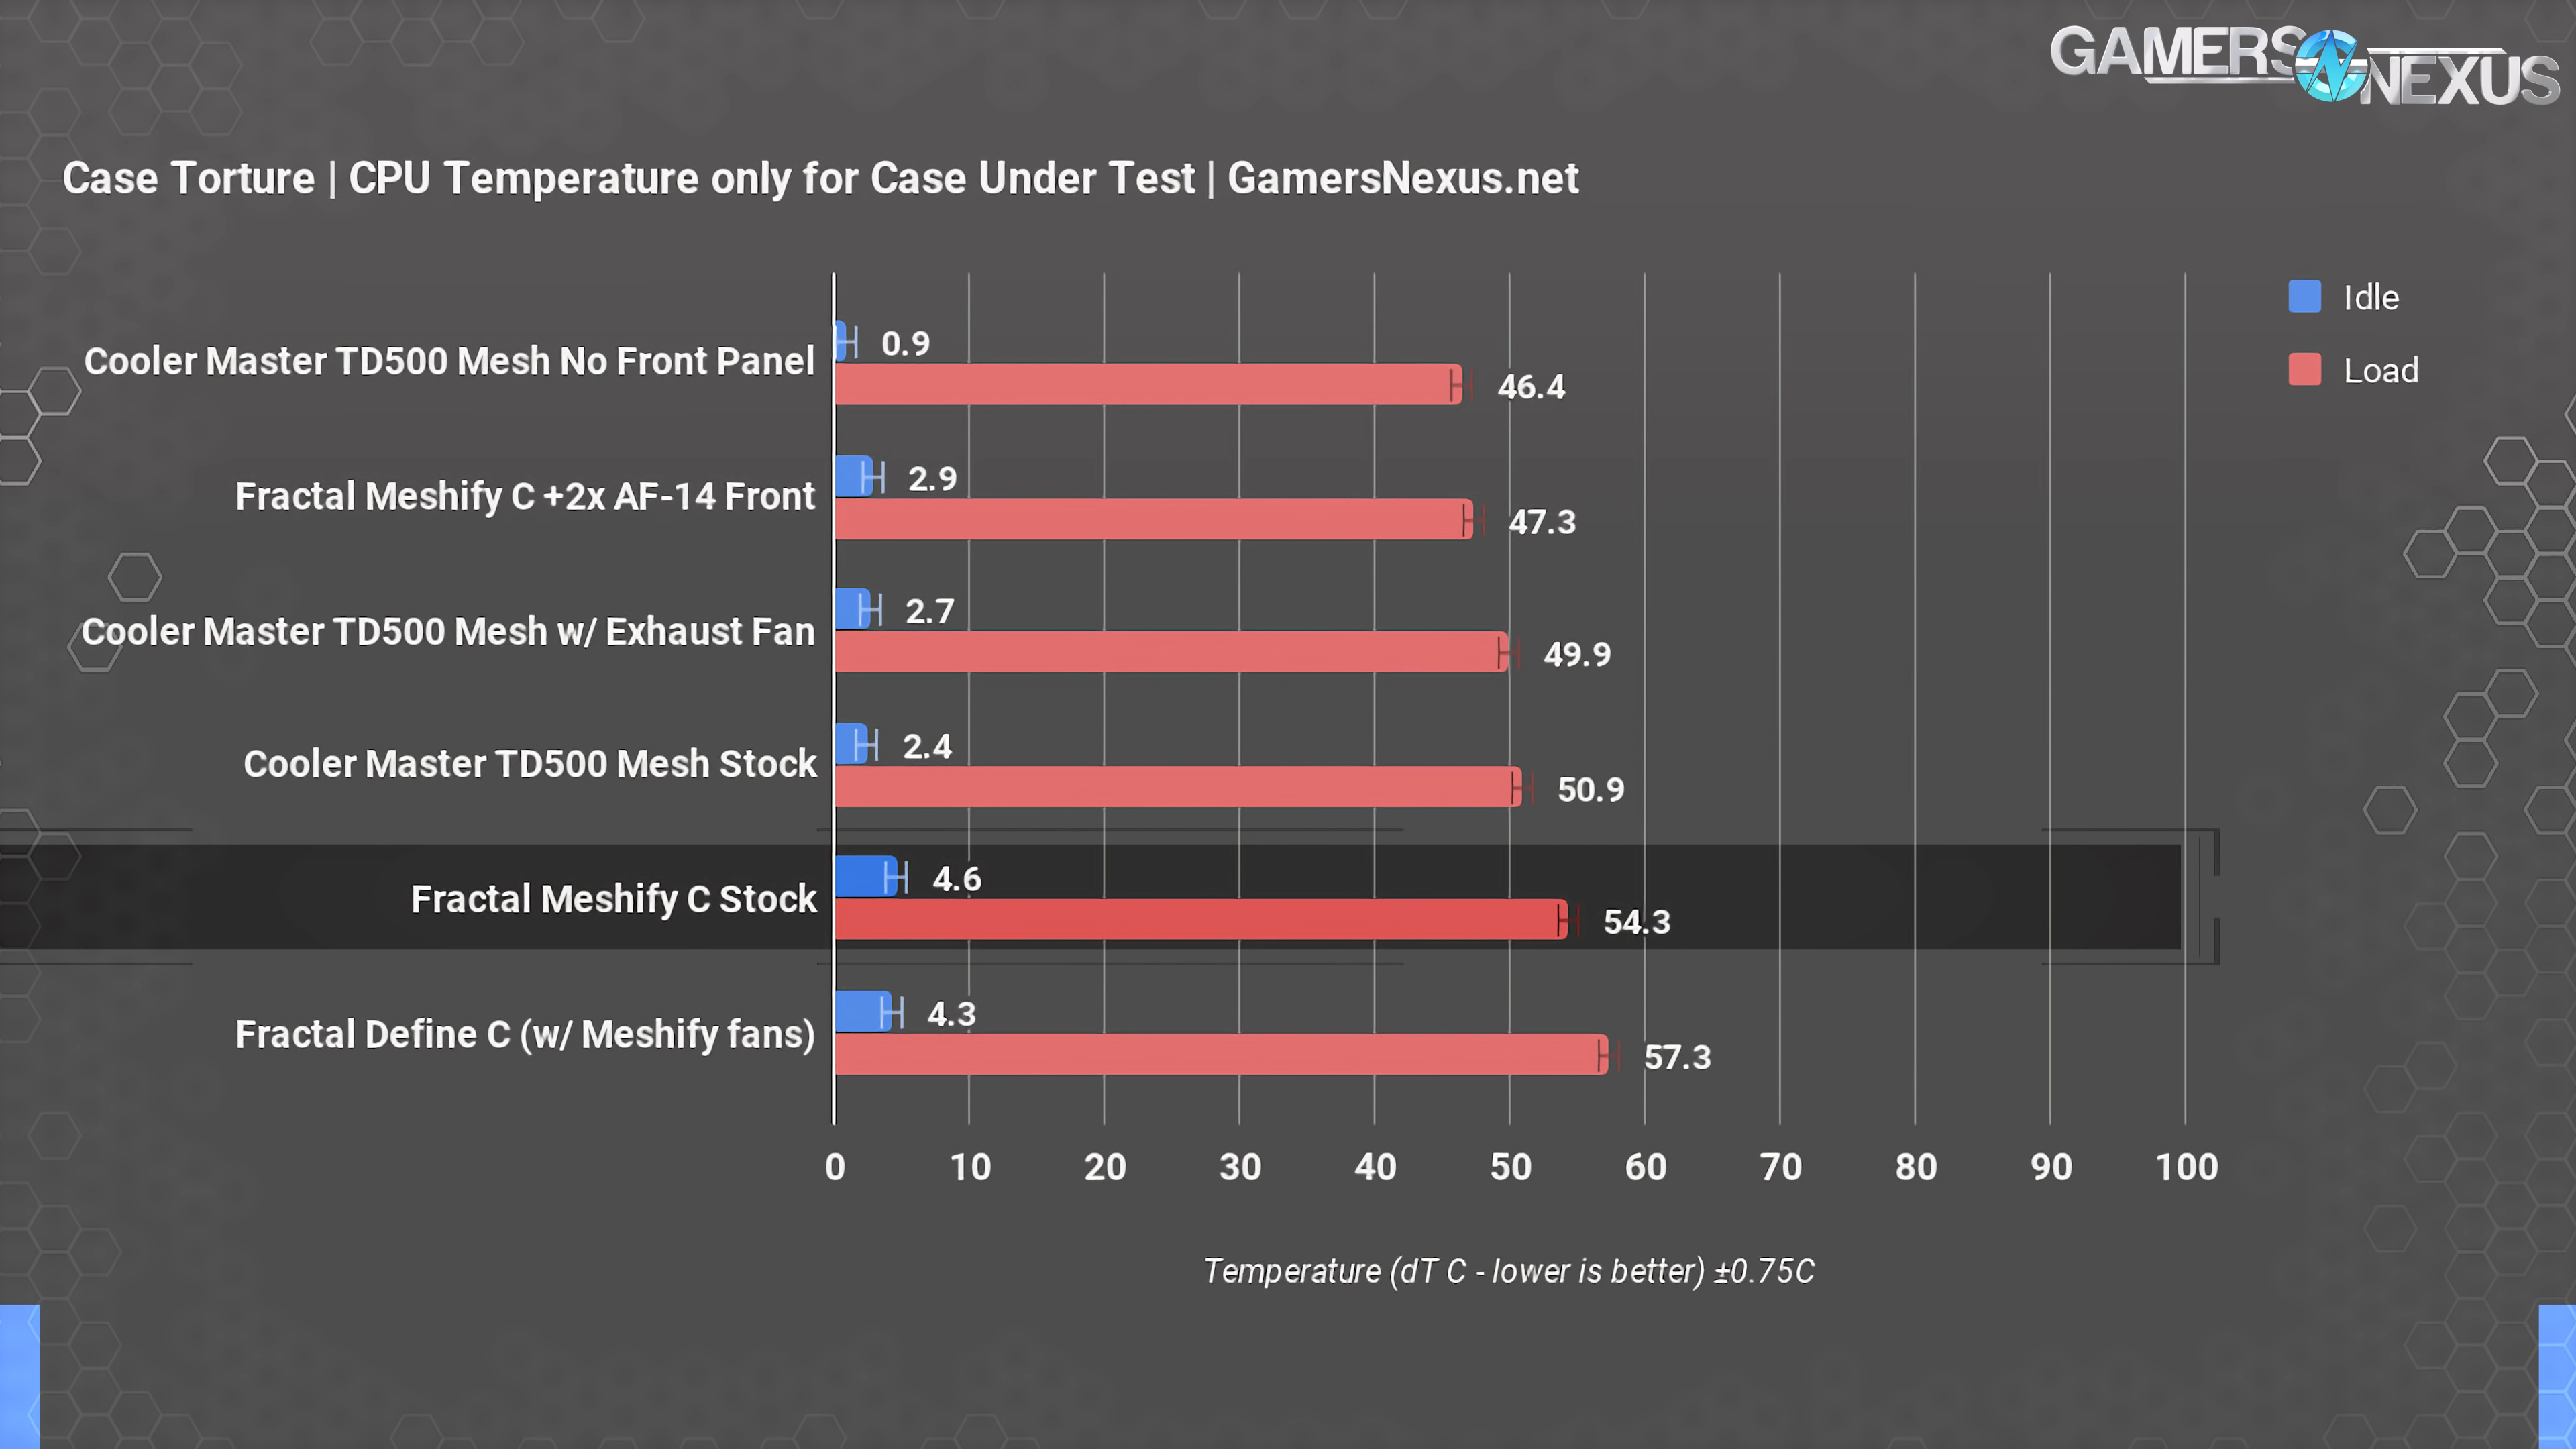 GAMERS NEXUS
Case Torture | CPU Temperature only for Case Under Test | GamersNexus.net
Idle
Load
Cooler Master TD500 Mesh No Front Panel
0.9
46.4
Fractal Meshify C +2x AF-14 Front
2.9
47.3
Cooler Master TD500 Mesh w/ Exhaust Fan
2.7
49.9
Cooler Master TD500 Mesh Stock
2.4
50.9
Fractal Meshify C Stock
4.6
54.3
Fractal Define C (w/ Meshify fans)
4.3
57.3
0 10 20 30 40 50 60 70 80 90 100
Temperature (dT C - lower is better) ±0.75C